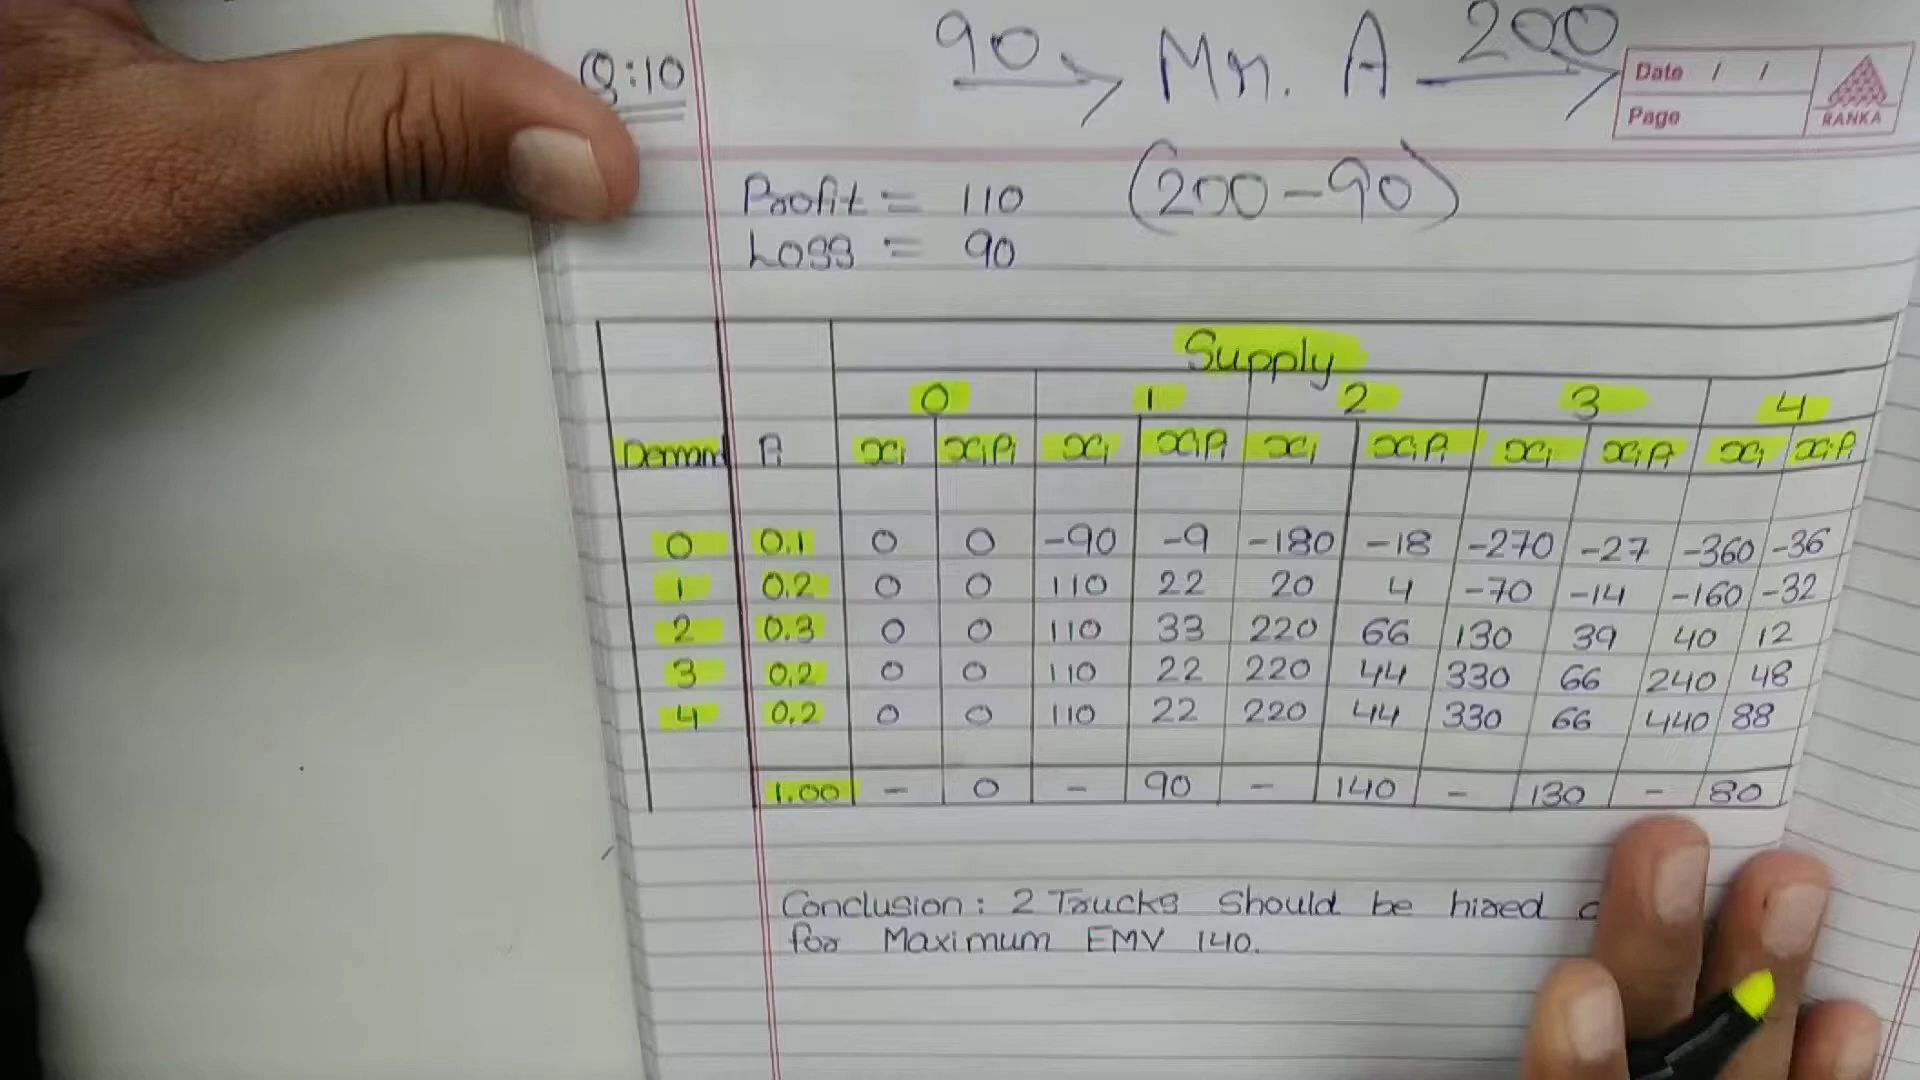 Q:10 90 → Mr. A 200 →
Date / /
Page
RANKA
Profit = 110 (200-90)
Loss = 90
Supply
0 1 2 3 4
Demand Pi xi xiPi xi xiPi xi xiPi xi xiPi xi xiPi
0 0.1 0 0 -90 -9 -180 -18 -270 -27 -360 -36
1 0.2 0 0 110 22 20 4 -70 -14 -160 -32
2 0.3 0 0 110 33 220 66 130 39 40 12
3 0.2 0 0 110 22 220 44 330 66 240 48
4 0.2 0 0 110 22 220 44 330 66 440 88
1.00 - 0 - 90 - 140 - 130 - 80
Conclusion: 2 Trucks should be hired
for Maximum EMV 140.